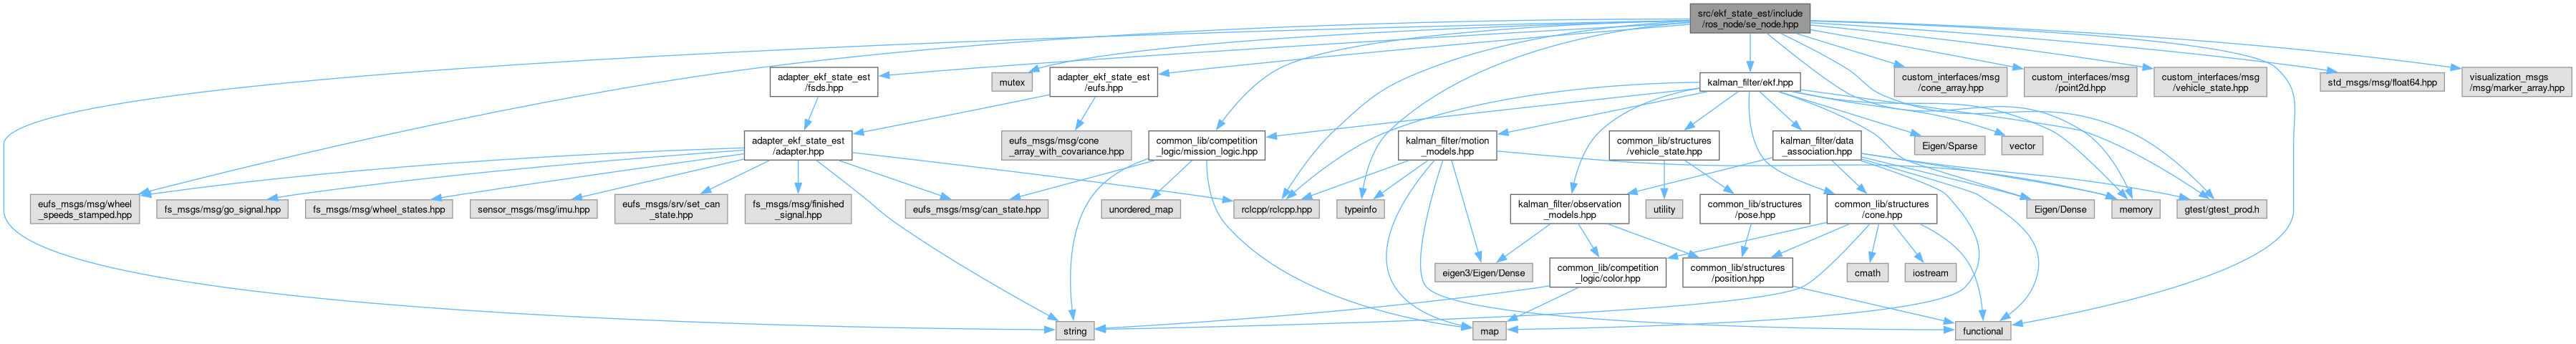 src/ekf_state_est/include
/ros_node/se_node.hpp
adapter_ekf_state_est
/fsds.hpp
mutex
adapter_ekf_state_est
/eufs.hpp
kalman_filter/ekf.hpp
custom_interfaces/msg
/cone_array.hpp
custom_interfaces/msg
/point2d.hpp
custom_interfaces/msg
/vehicle_state.hpp
std_msgs/msg/float64.hpp
visualization_msgs
/msg/marker_array.hpp
adapter_ekf_state_est
/adapter.hpp
eufs_msgs/msg/cone
_array_with_covariance.hpp
common_lib/competition
_logic/mission_logic.hpp
kalman_filter/motion
_models.hpp
common_lib/structures
/vehicle_state.hpp
kalman_filter/data
_association.hpp
Eigen/Sparse
vector
eufs_msgs/msg/wheel
_speeds_stamped.hpp
fs_msgs/msg/go_signal.hpp
fs_msgs/msg/wheel_states.hpp
sensor_msgs/msg/imu.hpp
eufs_msgs/srv/set_can
_state.hpp
fs_msgs/msg/finished
_signal.hpp
eufs_msgs/msg/can_state.hpp
unordered_map
rclcpp/rclcpp.hpp
typeinfo
kalman_filter/observation
_models.hpp
utility
common_lib/structures
/pose.hpp
common_lib/structures
/cone.hpp
Eigen/Dense
memory
gtest/gtest_prod.h
eigen3/Eigen/Dense
common_lib/competition
_logic/color.hpp
common_lib/structures
/position.hpp
cmath
iostream
string
map
functional